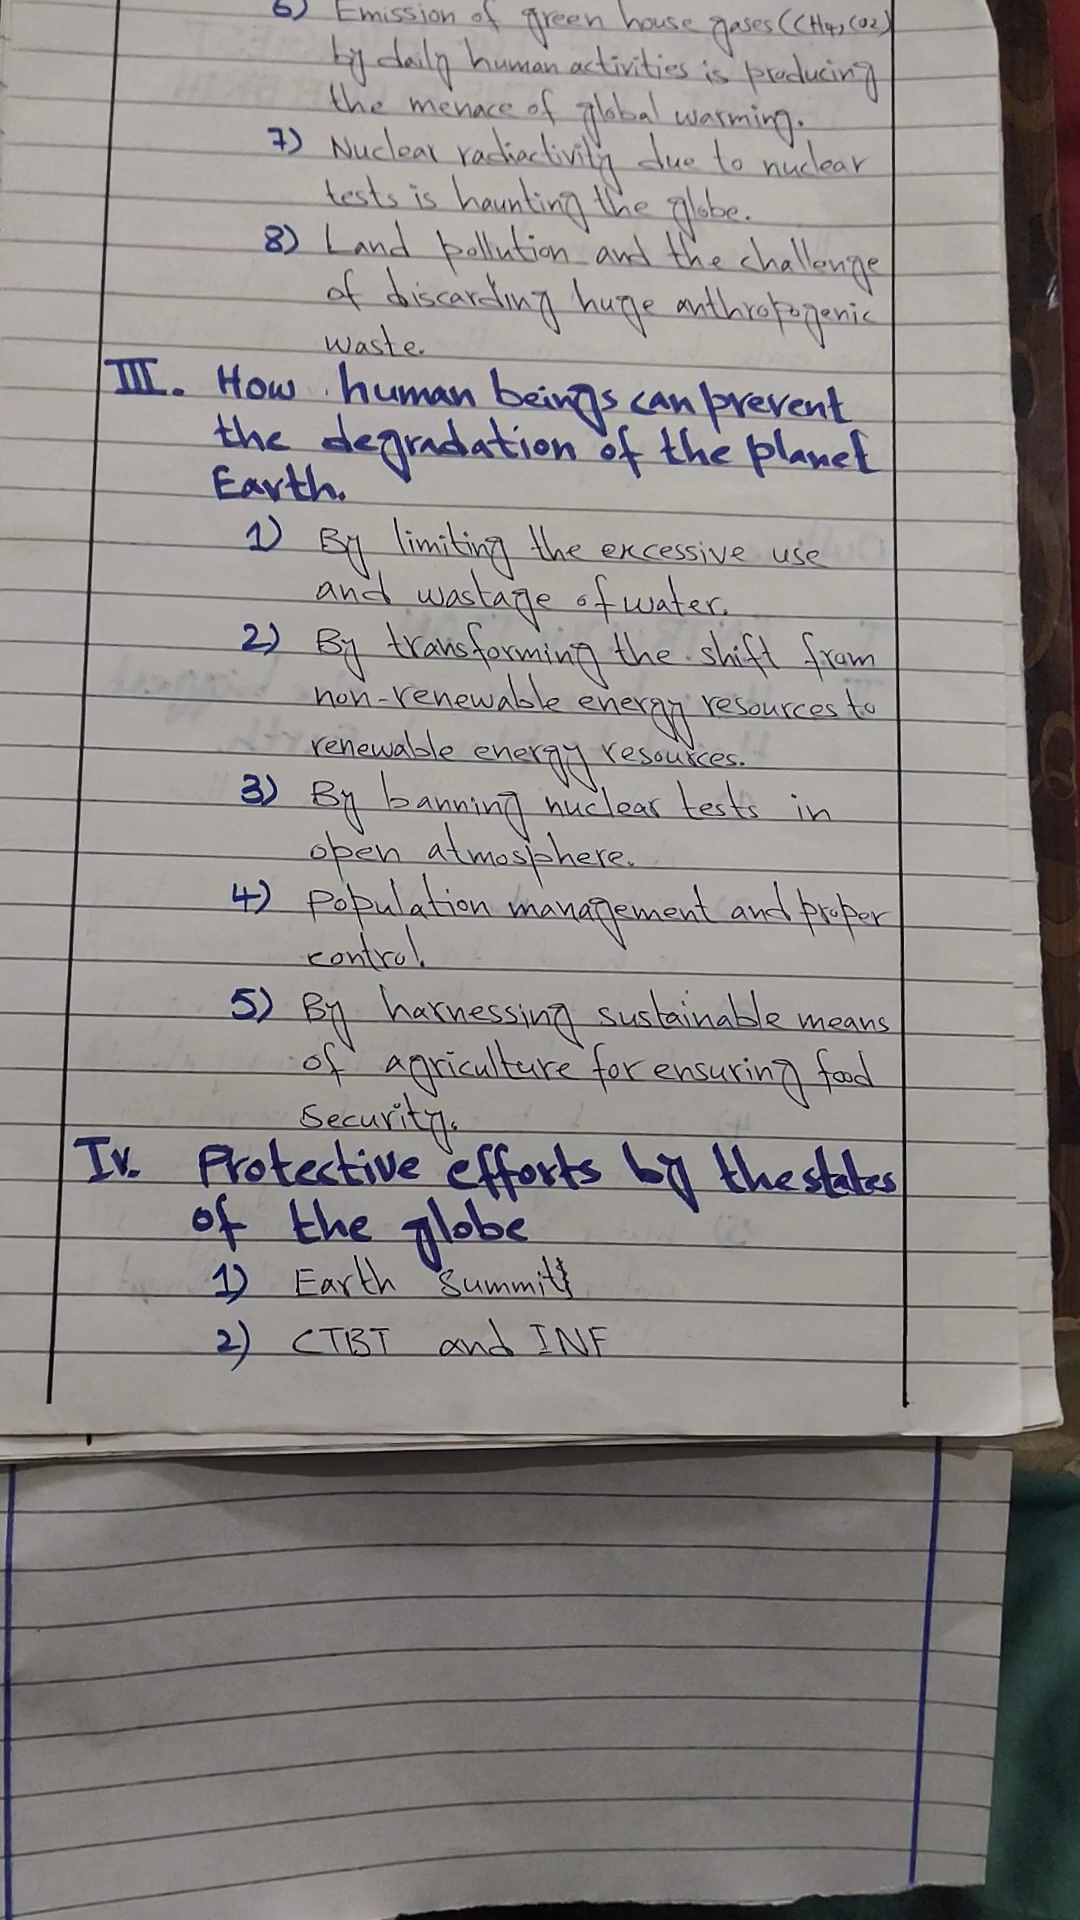 6) Emission of green house gases (CH4, CO2)
by daily human activities is producing
the menace of global warming.
7) Nuclear radiactivity due to nuclear
tests is haunting the globe.
8) Land pollution and the challenge
of discarding huge anthropogenic
waste.
III. How human beings can prevent
the degradation of the planet
Earth.
1) By limiting the excessive use
and wastage of water.
2) By transforming the shift from
non-renewable energy resources to
renewable energy resources.
3) By banning nuclear tests in
open atmosphere.
4) Population management and proper
control.
5) By harnessing sustainable means
of agriculture for ensuring food
security.
IV. Protective efforts by the states
of the globe
1) Earth Summit
2) CTBT and INF